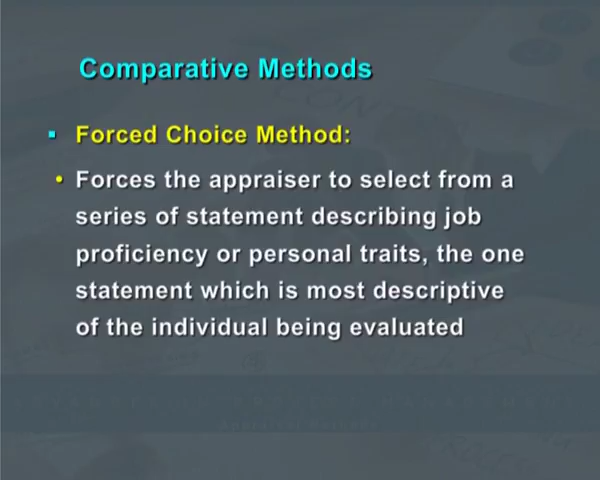 Comparative Methods
▪ Forced Choice Method:
• Forces the appraiser to select from a
series of statement describing job
proficiency or personal traits, the one
statement which is most descriptive
of the individual being evaluated